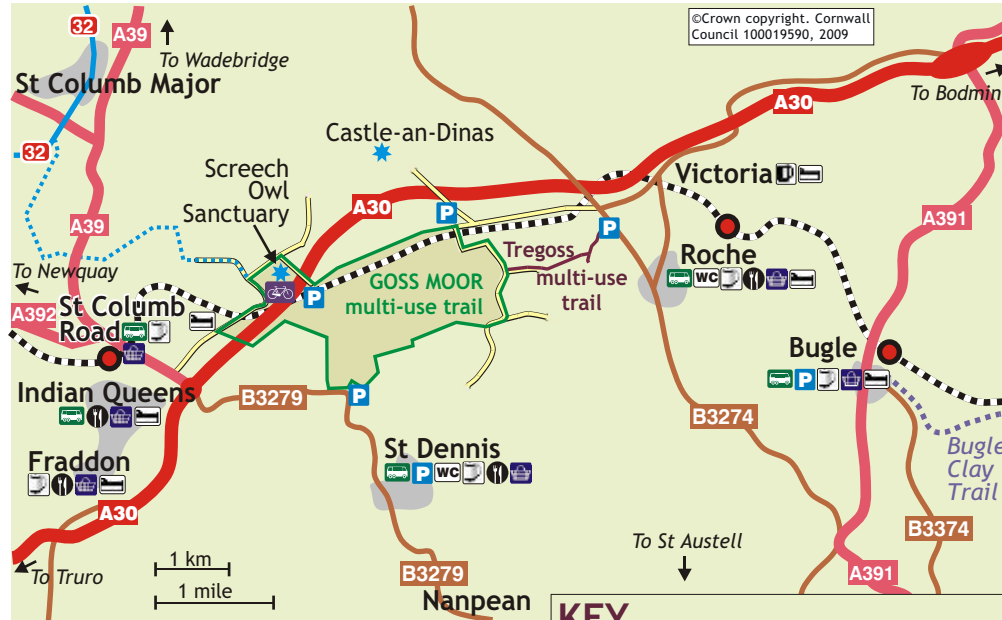 ©Crown copyright. Cornwall
Council 100019590, 2009
32
A39
To Wadebridge
St Columb Major
To Bodmin
A30
Castle-an-Dinas
32
Screech
Owl
Sanctuary
Victoria
A30
P
A39
A391
P
Tregoss
multi-use
trail
Roche
WC
To Newquay
GOSS MOOR
multi-use trail
P
St Columb
Road
A392
Bugle
P
Indian Queens
B3279
P
B3274
St Dennis
P
WC
Bugle
Clay
Trail
Fraddon
A30
B3374
To St Austell
1 km
To Truro
B3279
A391
1 mile
Nanpean
KEY